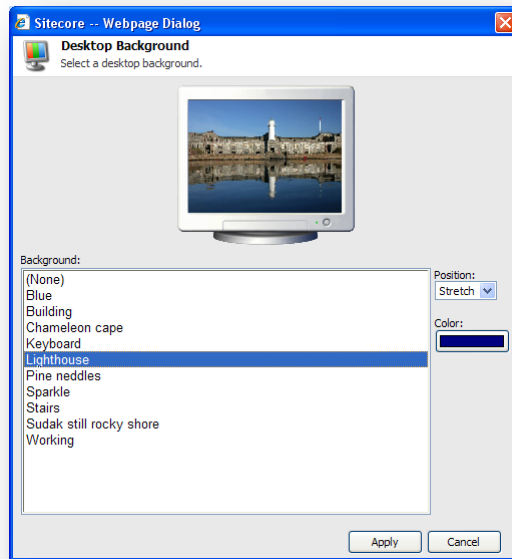 Sitecore -- Webpage Dialog
Desktop Background
Select a desktop background.
Background:
(None)
Blue
Building
Chameleon cape
Keyboard
Lighthouse
Pine neddles
Sparkle
Stairs
Sudak still rocky shore
Working
Position:
Stretch
Color:
Apply
Cancel